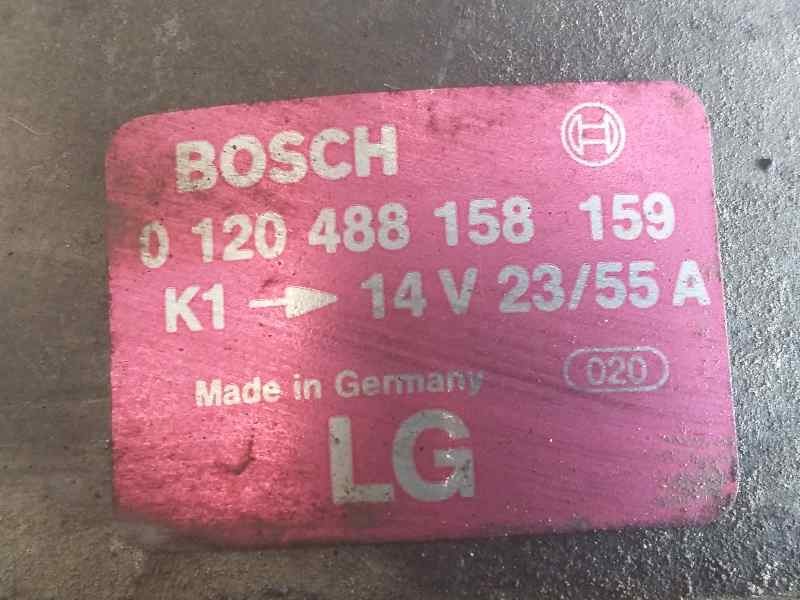 BOSCH
0 120 488 158 159
K1 → 14 V 23/55 A
Made in Germany 020
LG